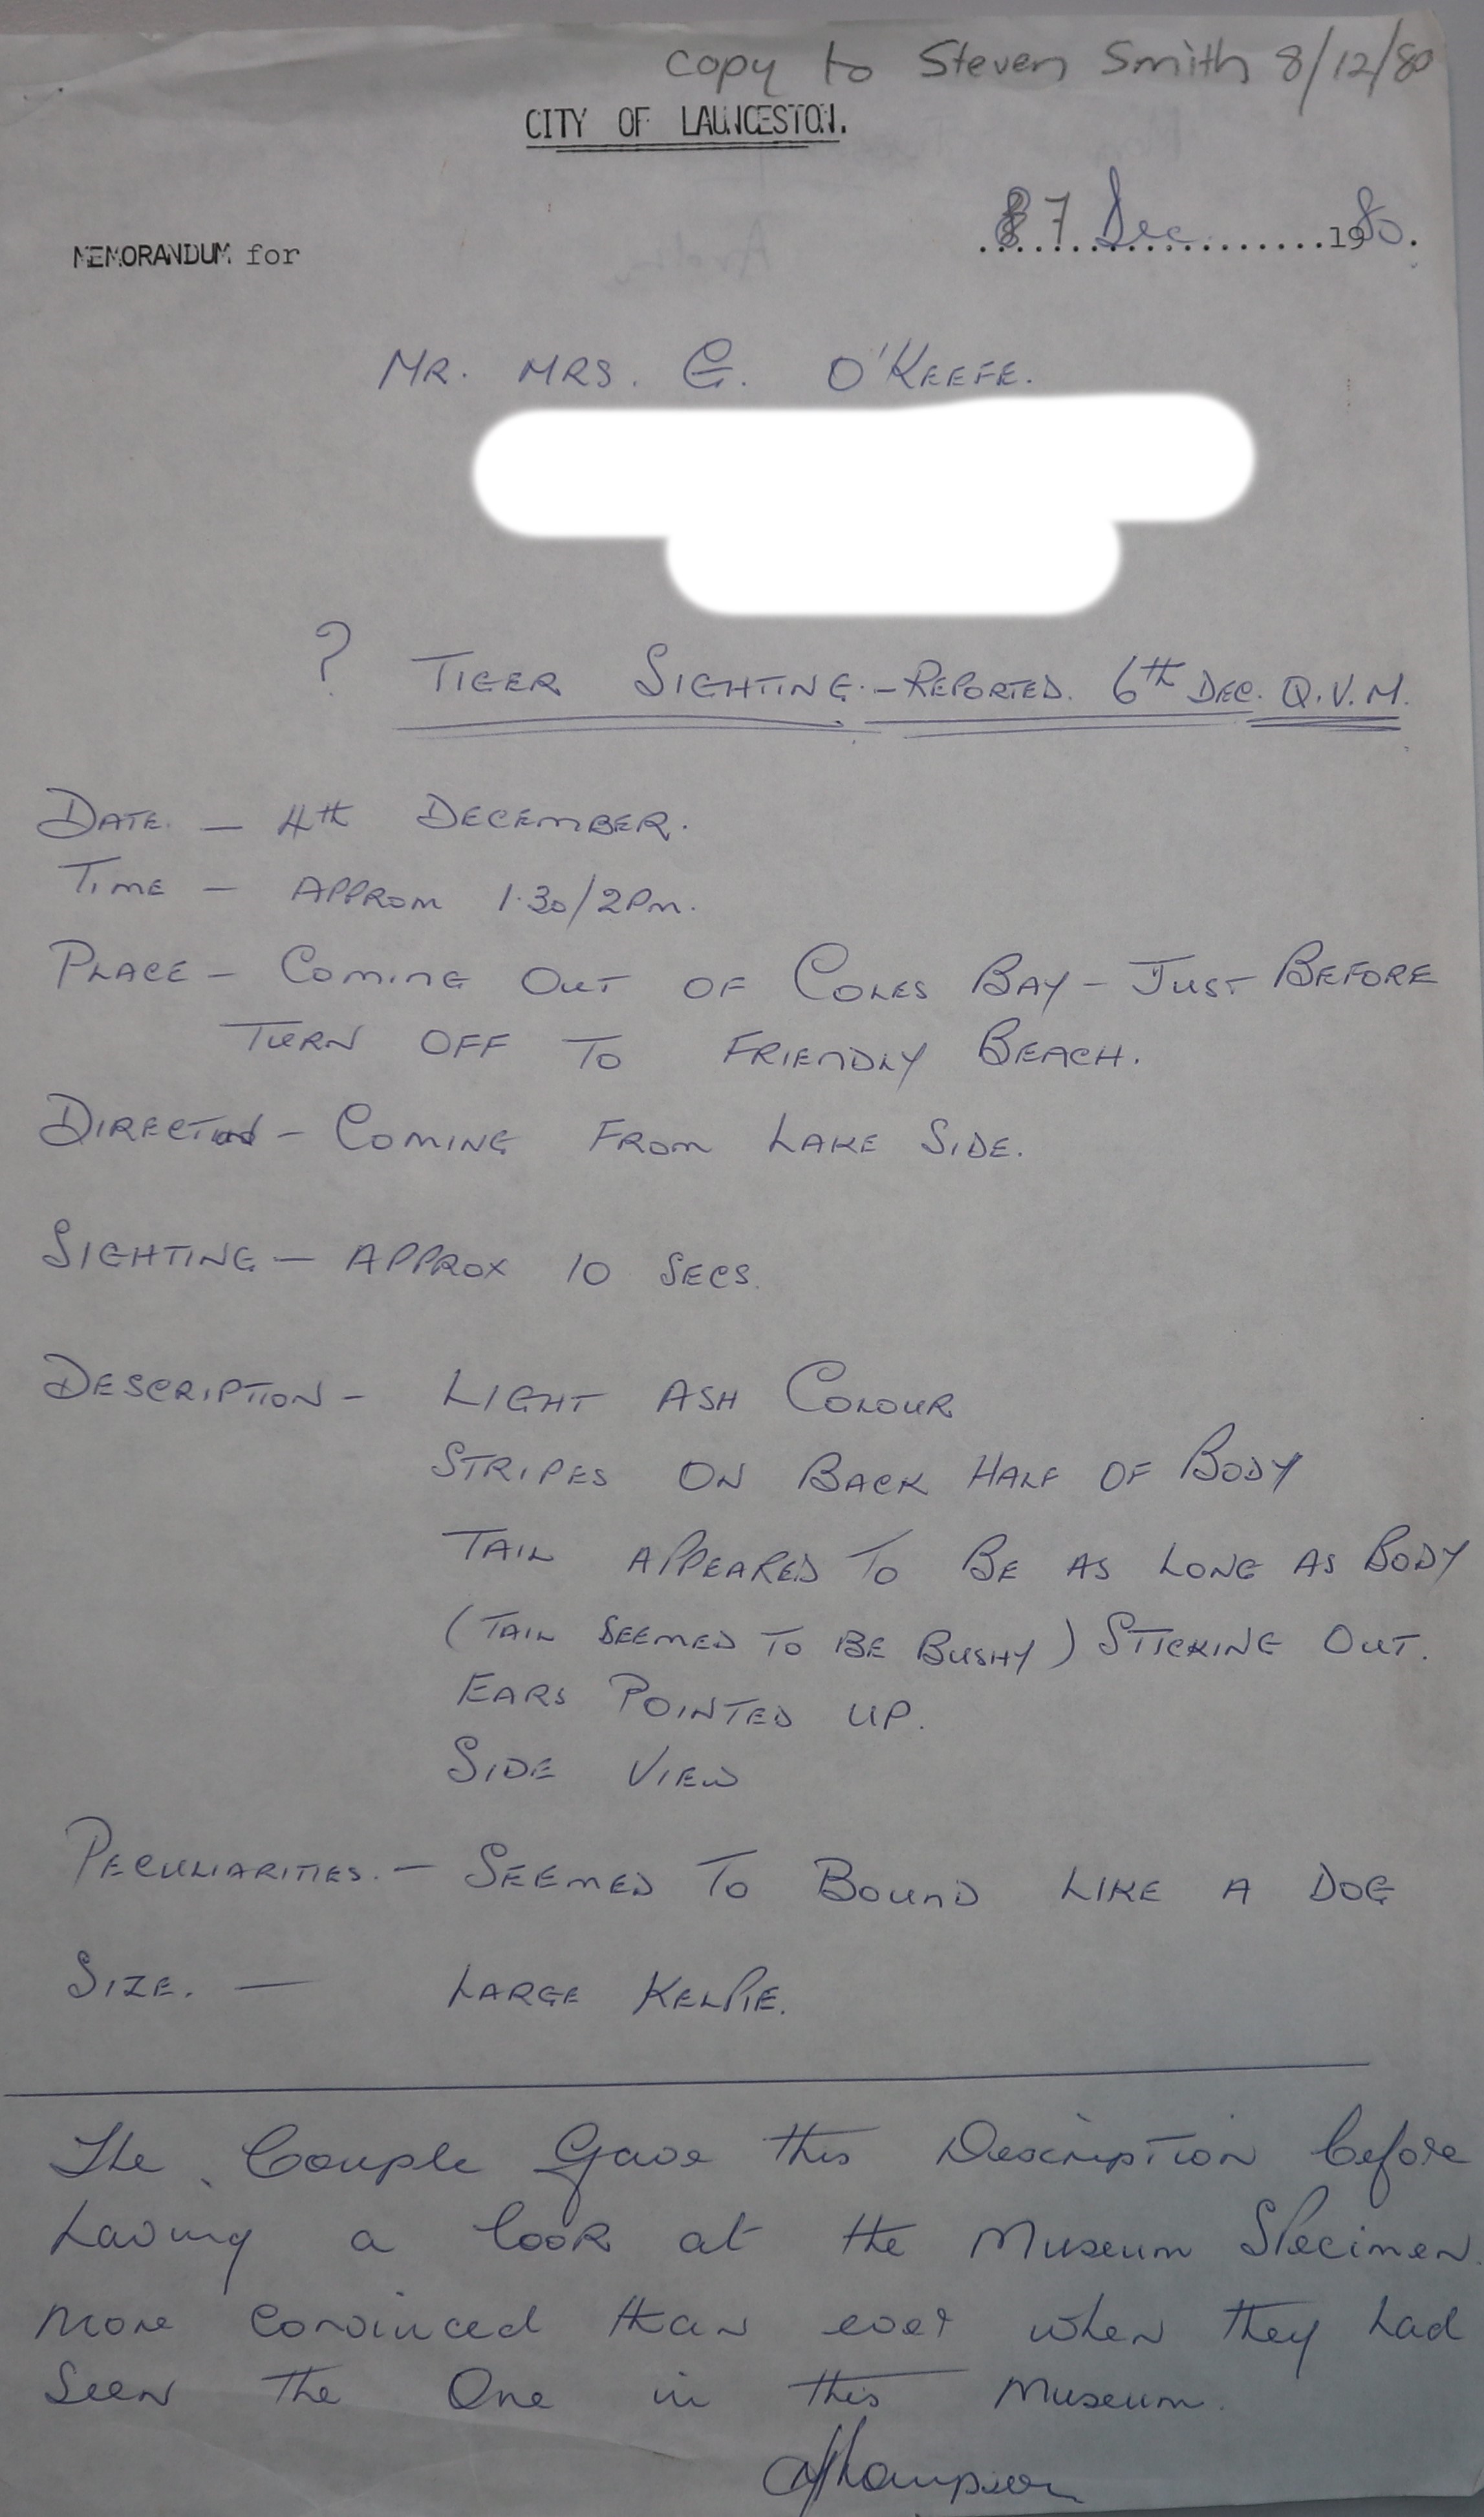 copy to Steven Smith 8/12/80
CITY OF LAUNCESTON.
7 Dec 1980.
MEMORANDUM for
MR. MRS. G. O'KEEFE.
? TIGER SIGHTING.-REPORTED. 6th DEC. Q.V.M.
DATE. - 4th DECEMBER.
TIME - APPROM 1.30/2PM.
PLACE - COMING OUT OF COLES BAY - JUST BEFORE
TURN OFF TO FRIENDLY BEACH.
DIRECTION - COMING FROM LAKE SIDE.
SIGHTING - APPROX 10 SECS.
DESCRIPTION - LIGHT ASH COLOUR
STRIPES ON BACK HALF OF BODY
TAIL APPEARED TO BE AS LONG AS BODY
(TAIL SEEMED TO BE BUSHY) STICKING OUT.
EARS POINTED UP.
SIDE VIEW
PECULIARITIES. - SEEMED TO BOUND LIKE A DOG
SIZE. - LARGE KELPIE.
The Couple Gave this Description before
having a look at the Museum Specimen.
more convinced than ever when they had
seen the One in this Museum.
Thompson